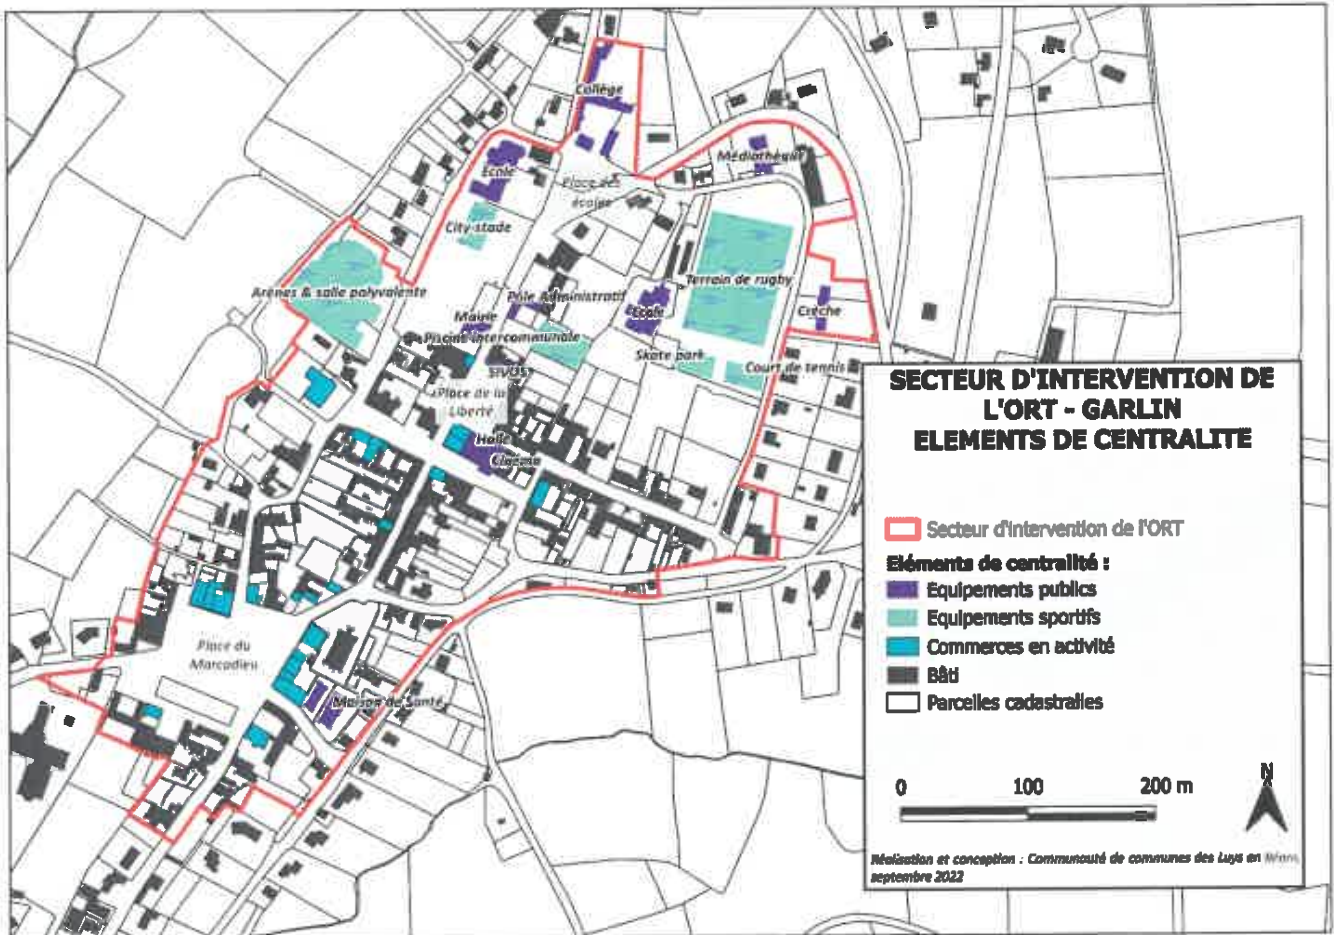 Collège
Médiathèque
Ecole
Place des
écoles
City-stade
Arènes & salle polyvalente
Terrain de rugby
Pôle Administratif
Ecole
Crèche
Mairie
Piscine intercommunale
Skate park
Court de tennis
SIVOS
Place de la
Liberté
Halle
Cinéma
Place du
Marcadieu
Maison de Santé
SECTEUR D'INTERVENTION DE
L'ORT - GARLIN
ELEMENTS DE CENTRALITE
Secteur d'intervention de l'ORT
Eléments de centralité :
Equipements publics
Equipements sportifs
Commerces en activité
Bâti
Parcelles cadastrales
0 100 200 m
N
Réalisation et conception : Communauté de communes des Luys en Béarn,
septembre 2022